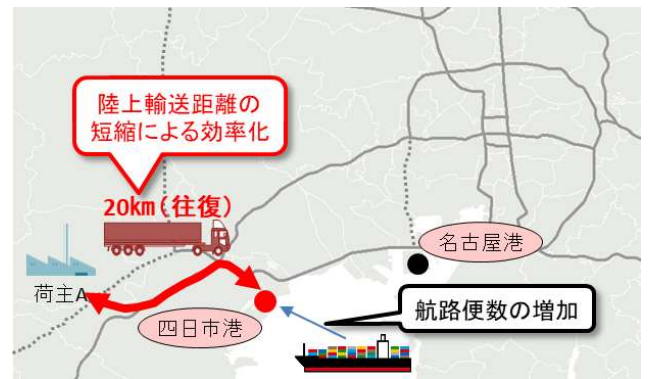 陸上輸送距離の
短縮による効率化
20km(往復)
名古屋港
荷主A
四日市港
航路便数の増加